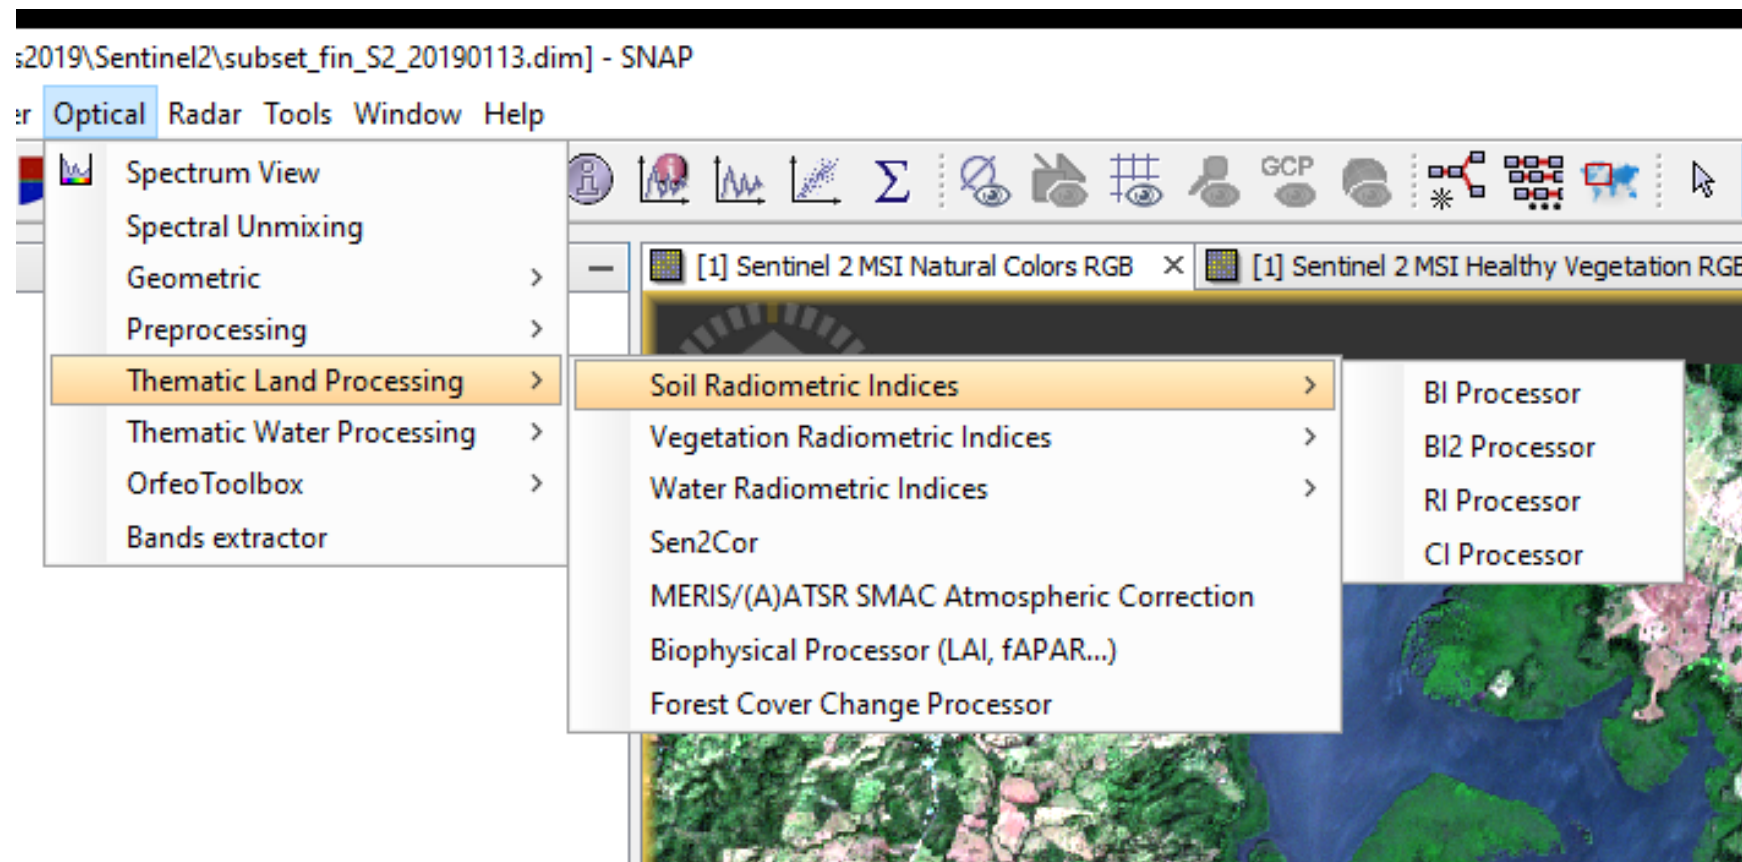 s2019\Sentinel2\subset_fin_S2_20190113.dim] - SNAP
er Optical Radar Tools Window Help
Spectrum View
GCP
Spectral Unmixing
Geometric
[1] Sentinel 2 MSI Natural Colors RGB
[1] Sentinel 2 MSI Healthy Vegetation RGB
Preprocessing
Thematic Land Processing
Thematic Water Processing
OrfeoToolbox
Bands extractor
Soil Radiometric Indices
Vegetation Radiometric Indices
Water Radiometric Indices
Sen2Cor
MERIS/(A)ATSR SMAC Atmospheric Correction
Biophysical Processor (LAI, fAPAR...)
Forest Cover Change Processor
BI Processor
BI2 Processor
RI Processor
CI Processor